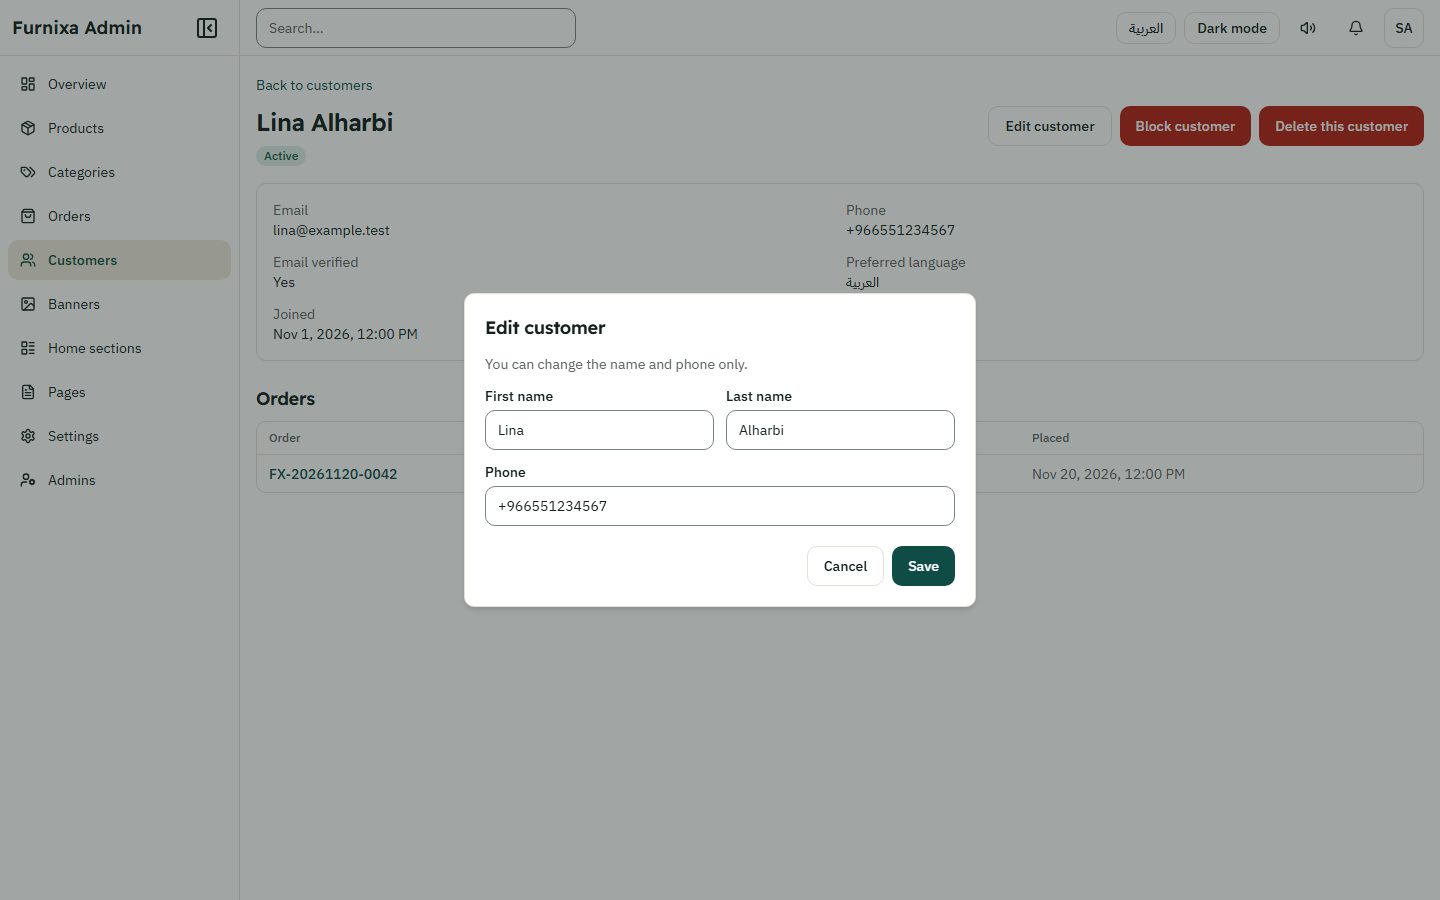 Furnixa Admin
Search...
العربية
Dark mode
SA
Overview
Products
Categories
Orders
Customers
Banners
Home sections
Pages
Settings
Admins
Back to customers
Lina Alharbi
Active
Edit customer
Block customer
Delete this customer
Email
lina@example.test
Phone
+966551234567
Email verified
Yes
Preferred language
العربية
Joined
Nov 1, 2026, 12:00 PM
Orders
Order
Placed
FX-20261120-0042
Nov 20, 2026, 12:00 PM
Edit customer
You can change the name and phone only.
First name
Last name
Lina
Alharbi
Phone
+966551234567
Cancel
Save